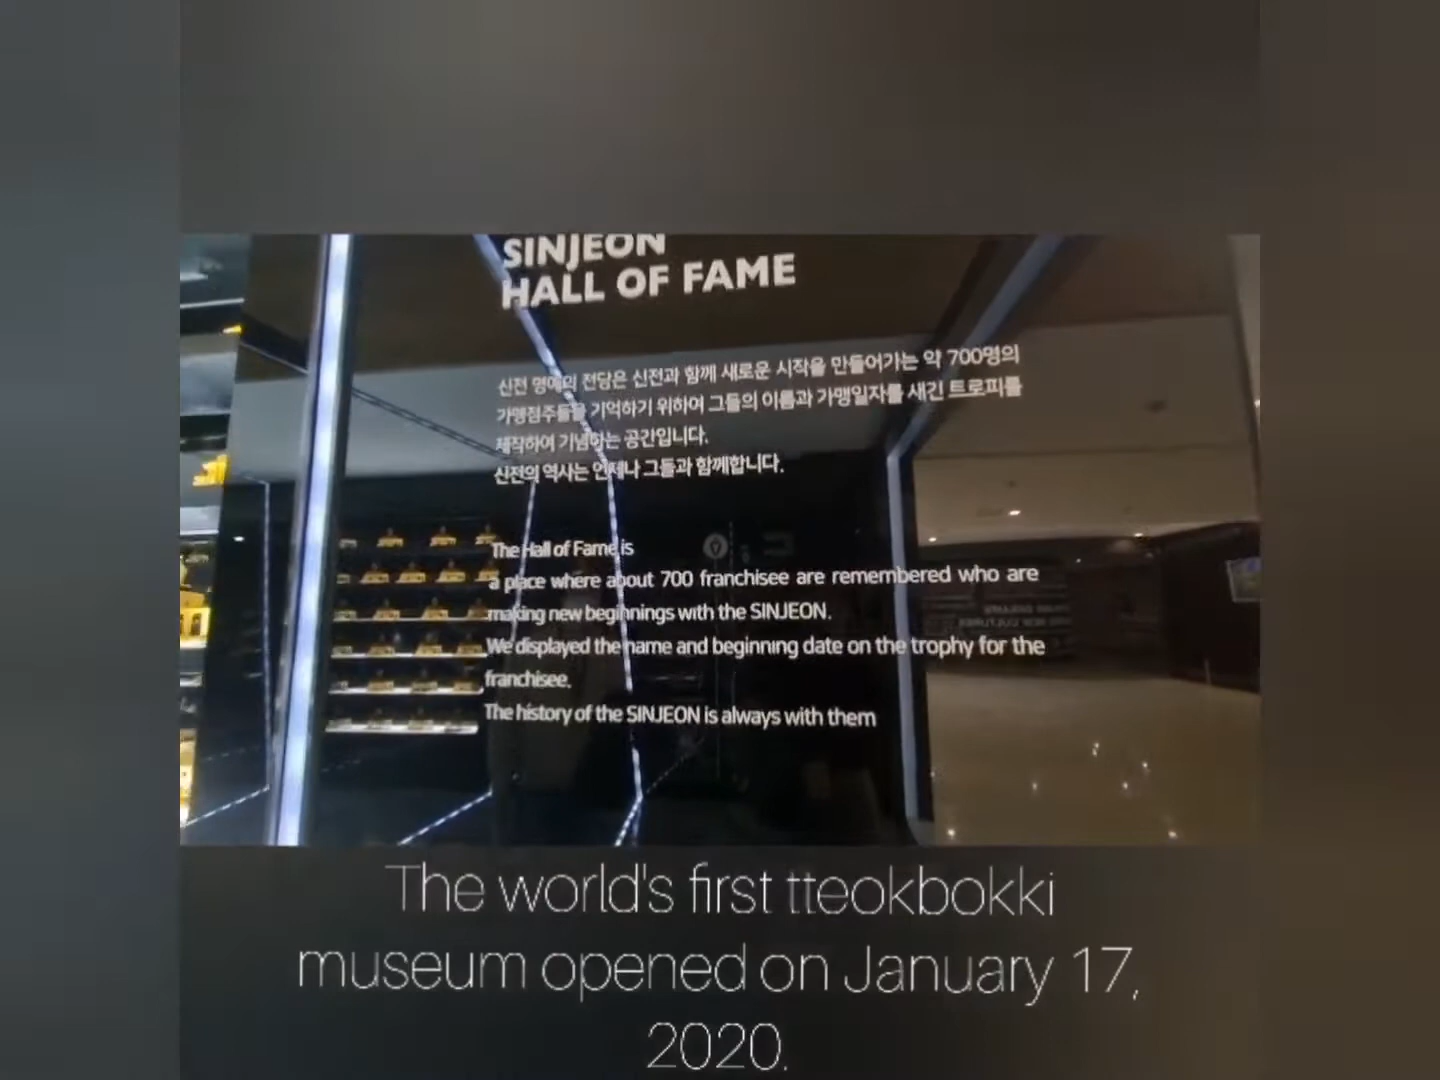 SINJEON
HALL OF FAME
신전 명예의 전당은 신전과 함께 새로운 시작을 만들어가는 약 700명의
가맹점주들을 기억하기 위하여 그들의 이름과 가맹일자를 새긴 트로피를
제작하여 기념하는 공간입니다.
신전의 역사는 언제나 그들과 함께합니다.
The Hall of Fame is
a place where about 700 franchisee are remembered who are
making new beginnings with the SINJEON.
We displayed the name and beginning date on the trophy for the
franchisee.
The history of the SINJEON is always with them
The world's first tteokbokki
museum opened on January 17,
2020.